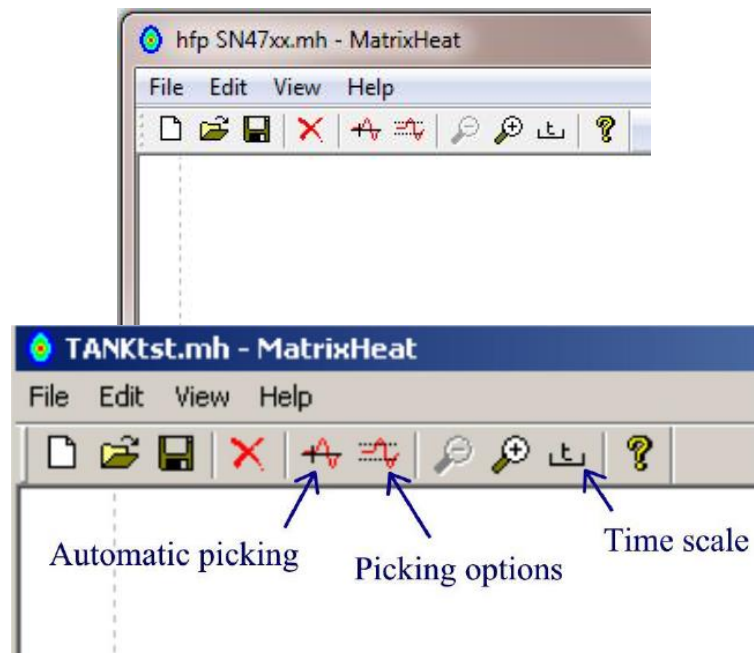 hfp SN47xx.mh - MatrixHeat
File Edit View Help
t
?
TANKtst.mh - MatrixHeat
File Edit View Help
t
?
Automatic picking
Picking options
Time scale